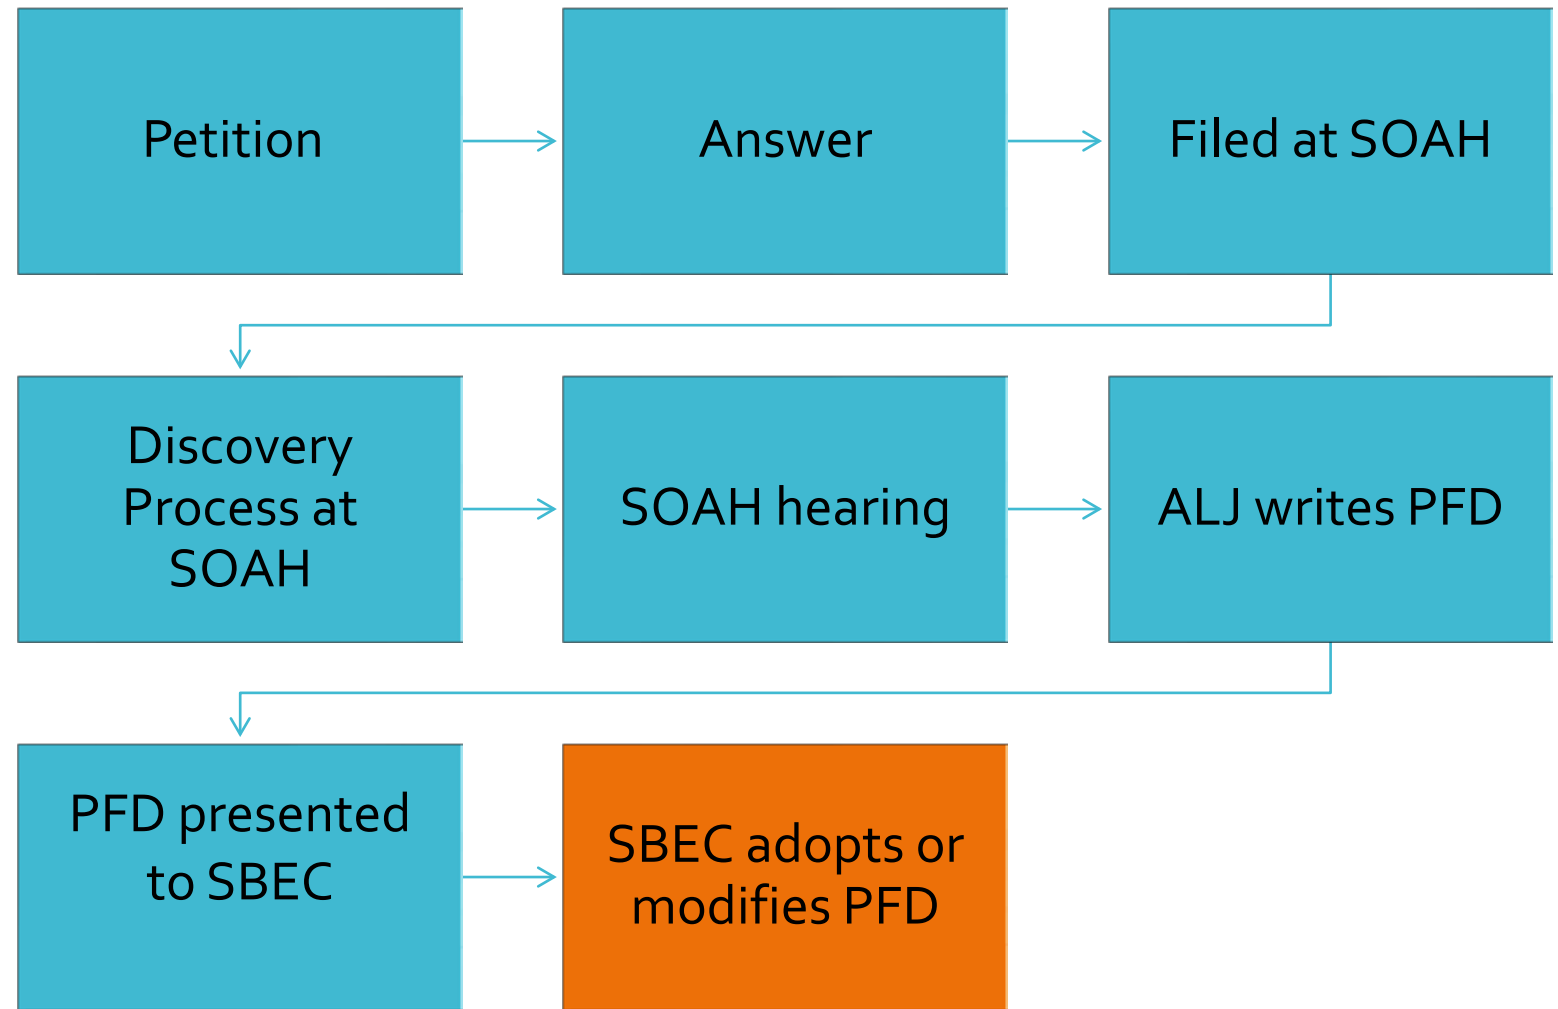 Petition
Answer
Filed at SOAH
Discovery
Process at
SOAH
SOAH hearing
ALJ writes PFD
PFD presented
to SBEC
SBEC adopts or
modifies PFD